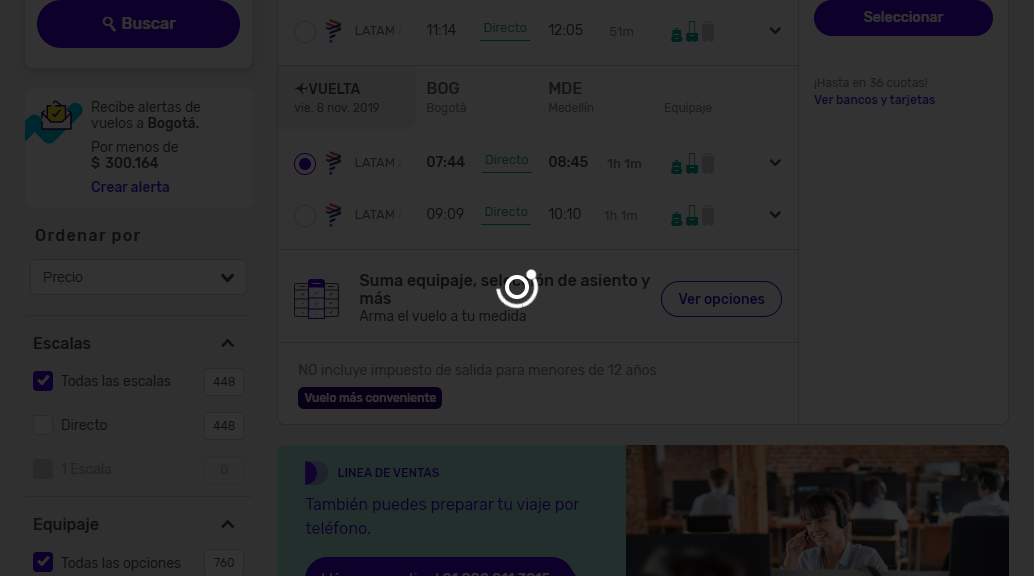 Buscar
Recibe alertas de
vuelos a Bogotá.
Por menos de
$ 300.164
Crear alerta
Ordenar por
Precio
Escalas
Todas las escalas 448
Directo 448
1 Escala 0
Equipaje
Todas las opciones 760
LATAM 11:14 Directo 12:05 51m
VUELTA BOG MDE
vie. 8 nov. 2019 Bogotá Medellín Equipaje
LATAM 07:44 Directo 08:45 1h 1m
LATAM 09:09 Directo 10:10 1h 1m
Suma equipaje, selección de asiento y
más
Arma el vuelo a tu medida
Ver opciones
NO incluye impuesto de salida para menores de 12 años
Vuelo más conveniente
Seleccionar
¡Hasta en 36 cuotas!
Ver bancos y tarjetas
LINEA DE VENTAS
También puedes preparar tu viaje por
teléfono.